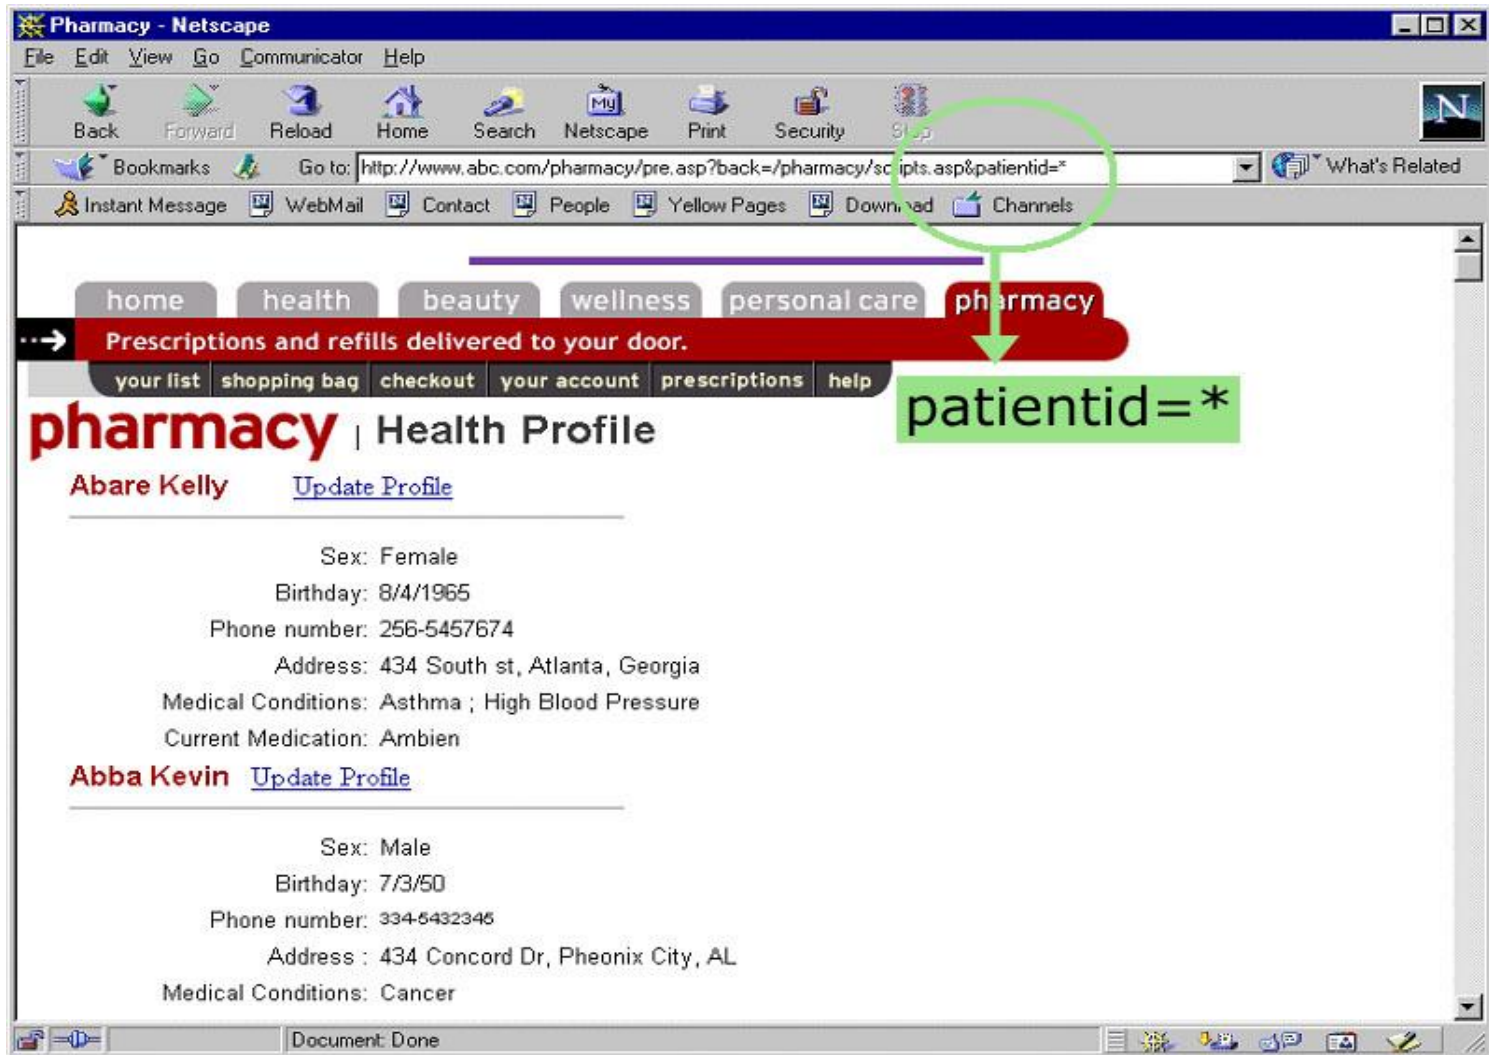 Pharmacy - Netscape
File Edit View Go Communicator Help
Back Forward Reload Home Search Netscape Print Security Stop
My
N
Bookmarks Go to: http://www.abc.com/pharmacy/pre.asp?back=/pharmacy/scripts.asp&patientid=* What's Related
Instant Message WebMail Contact People Yellow Pages Download Channels
home health beauty wellness personal care pharmacy
Prescriptions and refills delivered to your door.
your list shopping bag checkout your account prescriptions help
patientid=*
pharmacy | Health Profile
Abare Kelly Update Profile
Sex: Female
Birthday: 8/4/1965
Phone number: 256-5457674
Address: 434 South st, Atlanta, Georgia
Medical Conditions: Asthma ; High Blood Pressure
Current Medication: Ambien
Abba Kevin Update Profile
Sex: Male
Birthday: 7/3/50
Phone number: 334-5432345
Address : 434 Concord Dr, Pheonix City, AL
Medical Conditions: Cancer
Document: Done